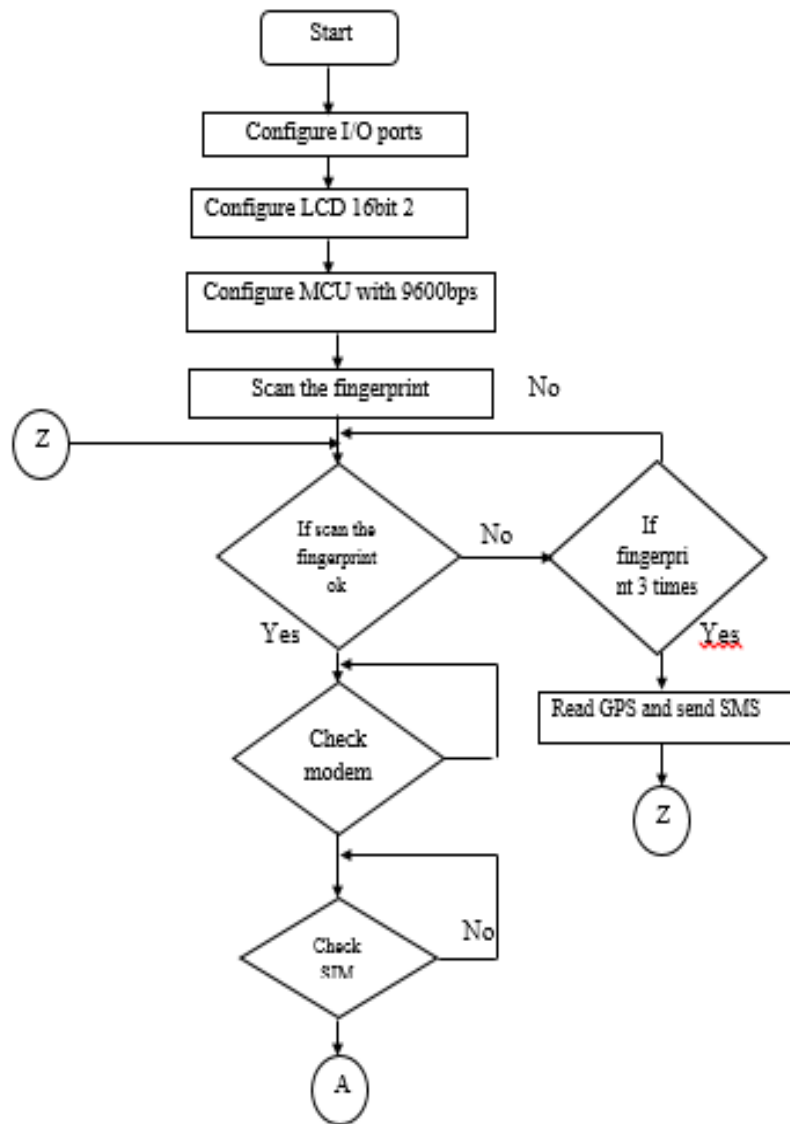 Start
Configure I/O ports
Configure LCD 16bit 2
Configure MCU with 9600bps
Scan the fingerprint
No
Z
If scan the
fingerprint
ok
No
If
fingerpri
nt 3 times
Yes
Yes
Read GPS and send SMS
Check
modem
Z
Check
SIM
No
A